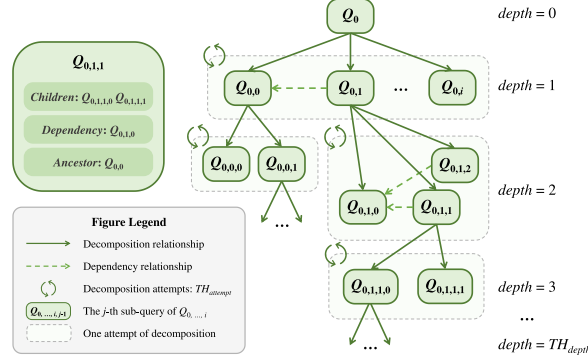 Q0
depth = 0
Q0,1,1
Children: Q0,1,1,0 Q0,1,1,1
Dependency: Q0,1,0
Ancestor: Q0,0
Q0,0
Q0,1
...
Q0,i
depth = 1
Q0,0,0
Q0,0,1
...
Q0,1,2
Q0,1,0
Q0,1,1
depth = 2
Q0,1,1,0
Q0,1,1,1
depth = 3
...
...
depth = THdepth
Figure Legend
Decomposition relationship
Dependency relationship
Decomposition attempts: THattempt
Q0, ..., i, j-1
The j-th sub-query of Q0, ..., i
One attempt of decomposition